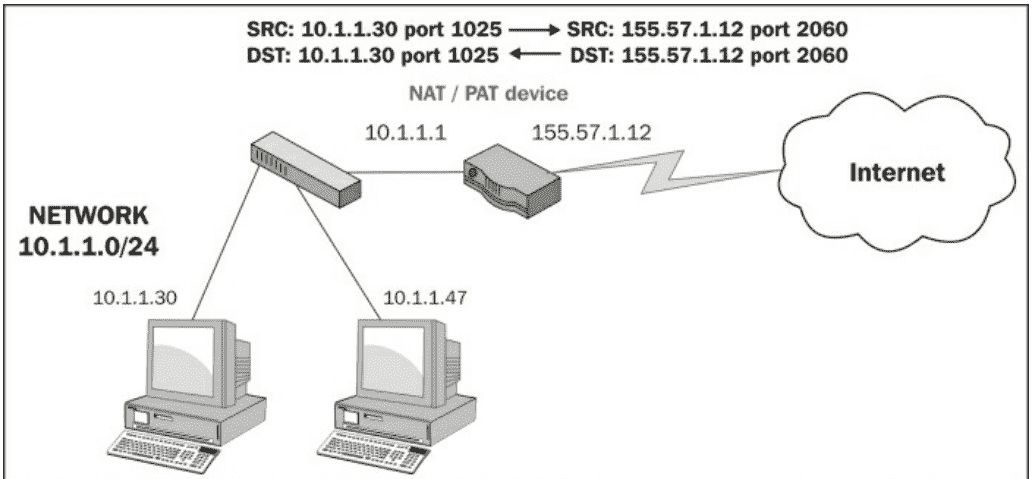 SRC: 10.1.1.30 port 1025 → SRC: 155.57.1.12 port 2060
DST: 10.1.1.30 port 1025 ← DST: 155.57.1.12 port 2060
NAT / PAT device
10.1.1.1 155.57.1.12
Internet
NETWORK
10.1.1.0/24
10.1.1.30 10.1.1.47